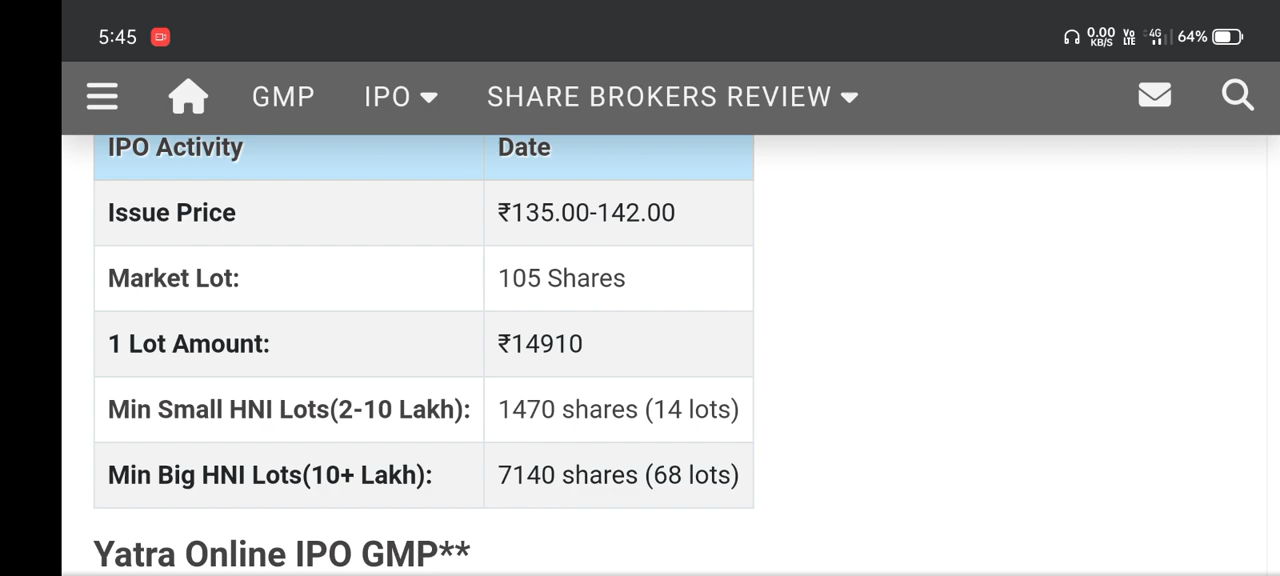 5:45 0.00 KB/S Vo LTE 4G 64%
GMP IPO SHARE BROKERS REVIEW
IPO Activity Date
Issue Price ₹135.00-142.00
Market Lot: 105 Shares
1 Lot Amount: ₹14910
Min Small HNI Lots(2-10 Lakh): 1470 shares (14 lots)
Min Big HNI Lots(10+ Lakh): 7140 shares (68 lots)
Yatra Online IPO GMP**